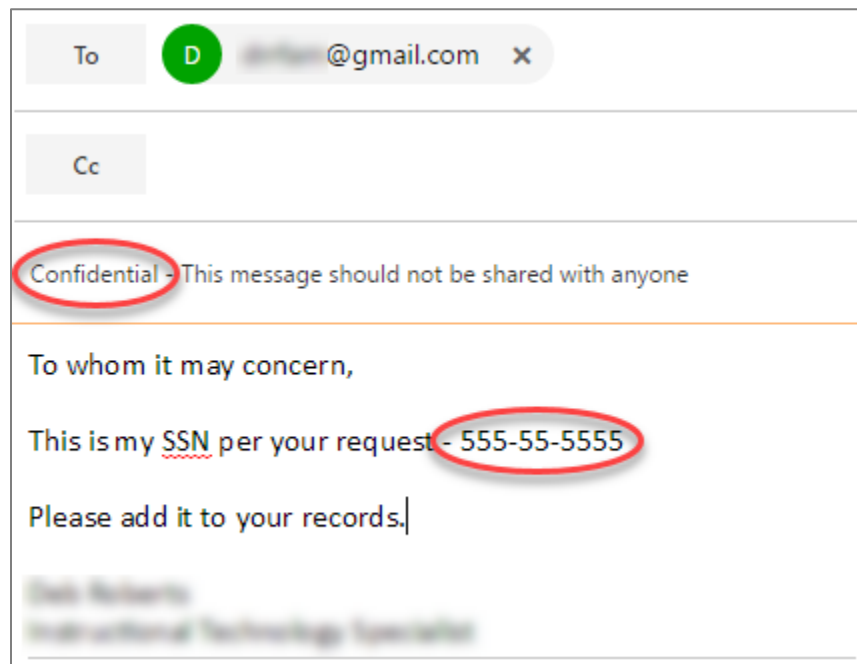 To D @gmail.com ×
Cc
Confidential - This message should not be shared with anyone
To whom it may concern,
This is my SSN per your request - 555-55-5555
Please add it to your records.